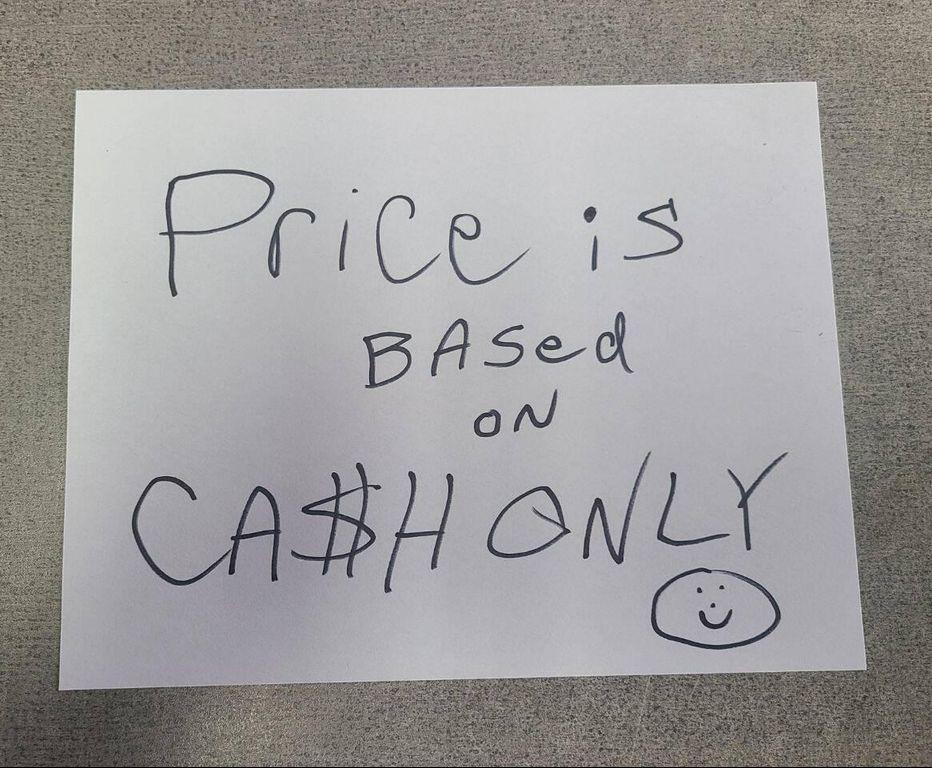 Price is
BASed
ON
CA$H ONLY